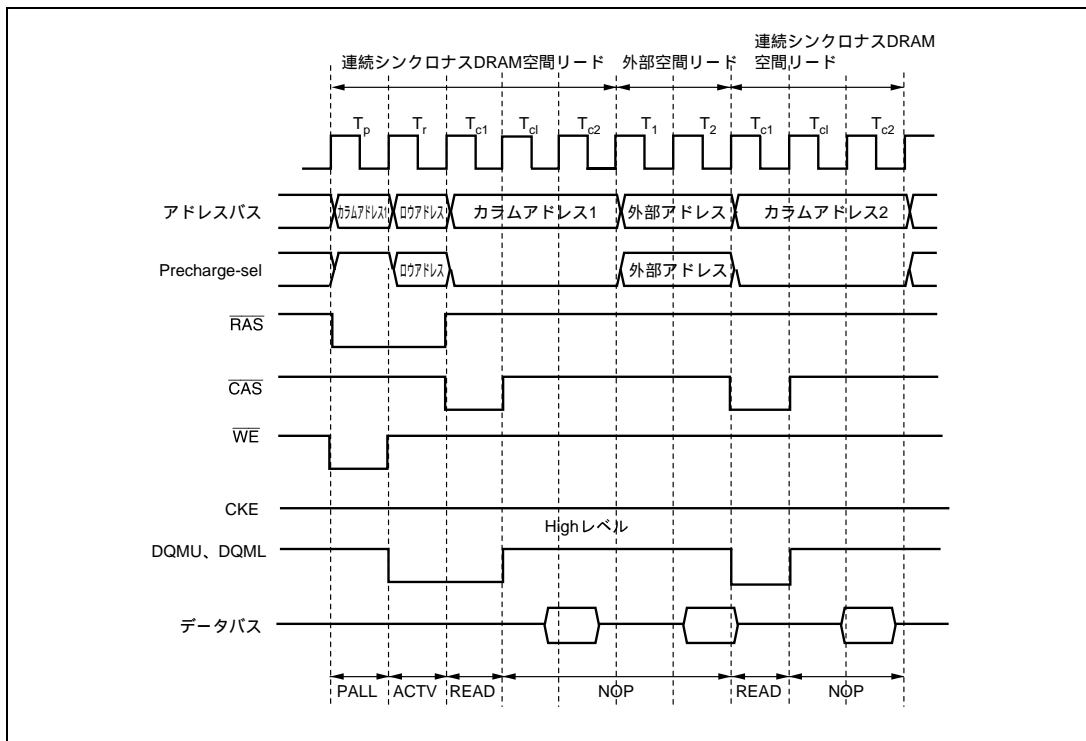 連続シンクロナスDRAM空間リード 外部空間リード 連続シンクロナスDRAM
空間リード
Tp Tr Tc1 Tcl Tc2 T1 T2 Tc1 Tcl Tc2
アドレスバス カラムアドレス1 ロウアドレス カラムアドレス1 外部アドレス カラムアドレス2
Precharge-sel ロウアドレス 外部アドレス
RAS
CAS
WE
CKE
Highレベル
DQMU、DQML
データバス
PALL ACTV READ NOP READ NOP